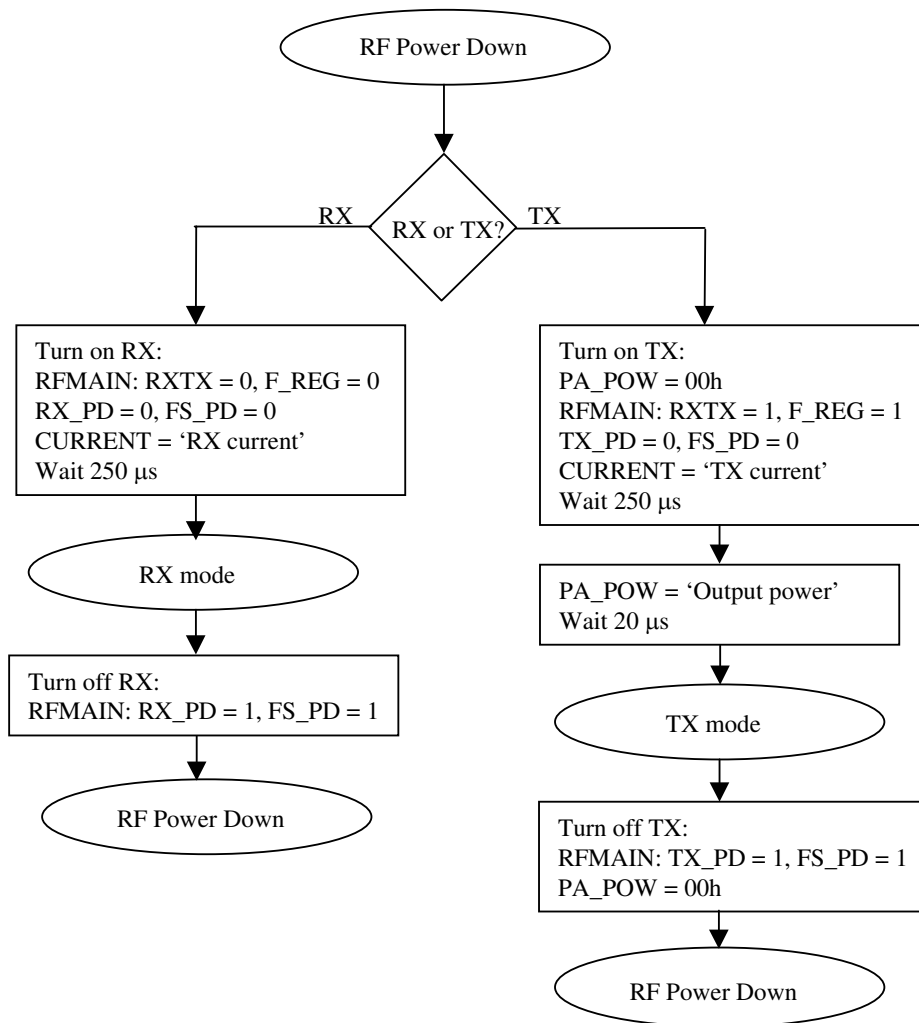 RF Power Down
RX or TX?
RX
TX
Turn on RX:
RFMAIN: RXTX = 0, F_REG = 0
RX_PD = 0, FS_PD = 0
CURRENT = ‘RX current’
Wait 250 µs
RX mode
Turn off RX:
RFMAIN: RX_PD = 1, FS_PD = 1
RF Power Down
Turn on TX:
PA_POW = 00h
RFMAIN: RXTX = 1, F_REG = 1
TX_PD = 0, FS_PD = 0
CURRENT = ‘TX current’
Wait 250 µs
PA_POW = ‘Output power’
Wait 20 µs
TX mode
Turn off TX:
RFMAIN: TX_PD = 1, FS_PD = 1
PA_POW = 00h
RF Power Down